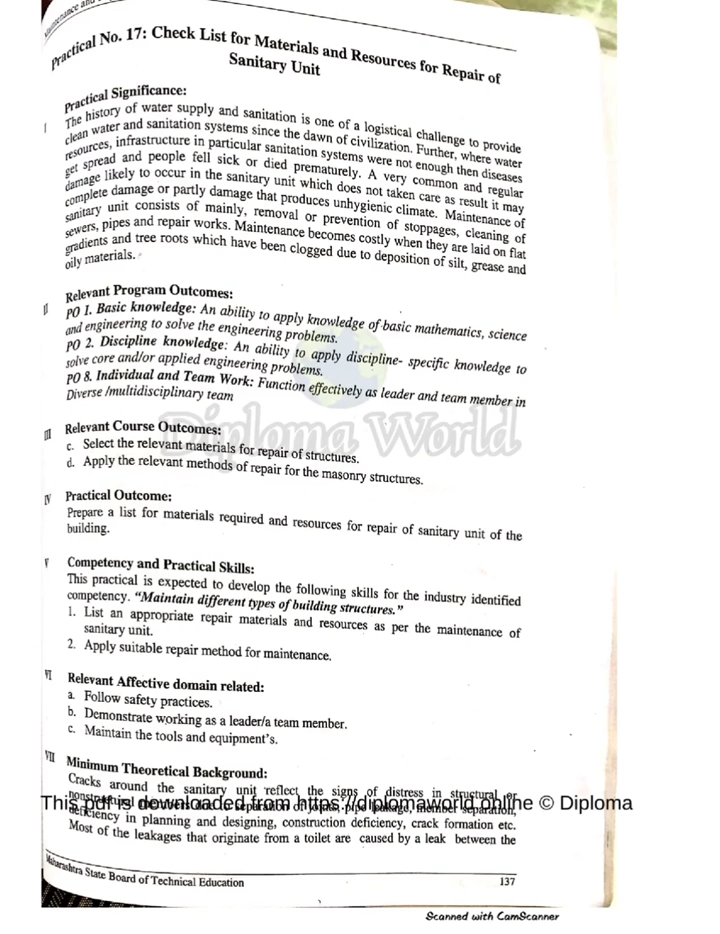 Maintenance and
Practical No. 17: Check List for Materials and Resources for Repair of
Sanitary Unit
I Practical Significance:
The history of water supply and sanitation is one of a logistical challenge to provide
clean water and sanitation systems since the dawn of civilization. Further, where water
resources, infrastructure in particular sanitation systems were not enough then diseases
get spread and people fell sick or died prematurely. A very common and regular
damage likely to occur in the sanitary unit which does not taken care as result it may
complete damage or partly damage that produces unhygienic climate. Maintenance of
sanitary unit consists of mainly, removal or prevention of stoppages, cleaning of
sewers, pipes and repair works. Maintenance becomes costly when they are laid on flat
gradients and tree roots which have been clogged due to deposition of silt, grease and
oily materials.
II Relevant Program Outcomes:
PO 1. Basic knowledge: An ability to apply knowledge of basic mathematics, science
and engineering to solve the engineering problems.
PO 2. Discipline knowledge: An ability to apply discipline- specific knowledge to
solve core and/or applied engineering problems.
PO 8. Individual and Team Work: Function effectively as leader and team member in
Diverse /multidisciplinary team
Diploma World
III Relevant Course Outcomes:
c. Select the relevant materials for repair of structures.
d. Apply the relevant methods of repair for the masonry structures.
IV Practical Outcome:
Prepare a list for materials required and resources for repair of sanitary unit of the
building.
V Competency and Practical Skills:
This practical is expected to develop the following skills for the industry identified
competency. “Maintain different types of building structures.”
1. List an appropriate repair materials and resources as per the maintenance of
sanitary unit.
2. Apply suitable repair method for maintenance.
VI Relevant Affective domain related:
a. Follow safety practices.
b. Demonstrate working as a leader/a team member.
c. Maintain the tools and equipment’s.
VII Minimum Theoretical Background:
Cracks around the sanitary unit reflect the signs of distress in structural or
separation of joints, pipe leakage, member separation,
This pdf is downloaded from https://diplomaworld.online © Diploma
deficiency in planning and designing, construction deficiency, crack formation etc.
Most of the leakages that originate from a toilet are caused by a leak between the
Maharashtra State Board of Technical Education 137
Scanned with CamScanner